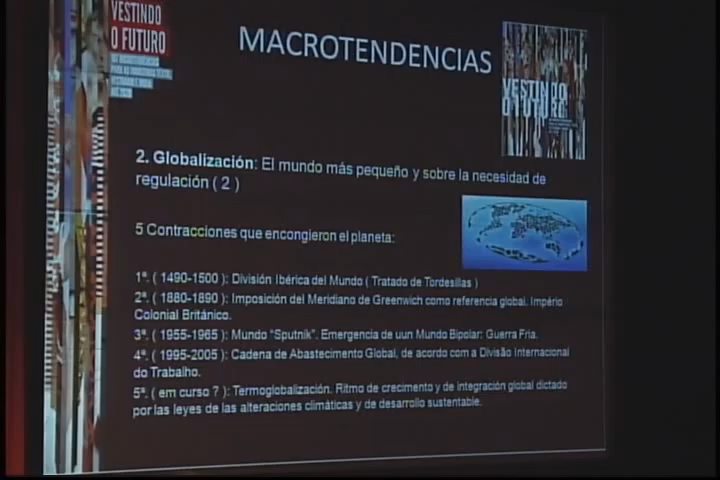 VESTINDO
O FUTURO
MACROTENDENCIAS
VESTINDO
O FUTURO
2. Globalización: El mundo más pequeño y sobre la necesidad de
regulación ( 2 )
5 Contracciones que encongieron el planeta:
1ª. ( 1490-1500 ): División Ibérica del Mundo ( Tratado de Tordesillas )
2ª. ( 1880-1890 ): Imposición del Meridiano de Greenwich como referencia global. Império
Colonial Británico.
3ª. ( 1955-1965 ): Mundo “Sputnik”. Emergencia de uun Mundo Bipolar: Guerra Fria.
4ª. ( 1995-2005 ): Cadena de Abastecimento Global, de acordo com a Divisão Internacional
do Trabalho.
5ª. ( em curso ? ): Termoglobalización. Ritmo de crecimento y de integración global dictado
por las leyes de las alteraciones climáticas y de desarrollo sustentable.